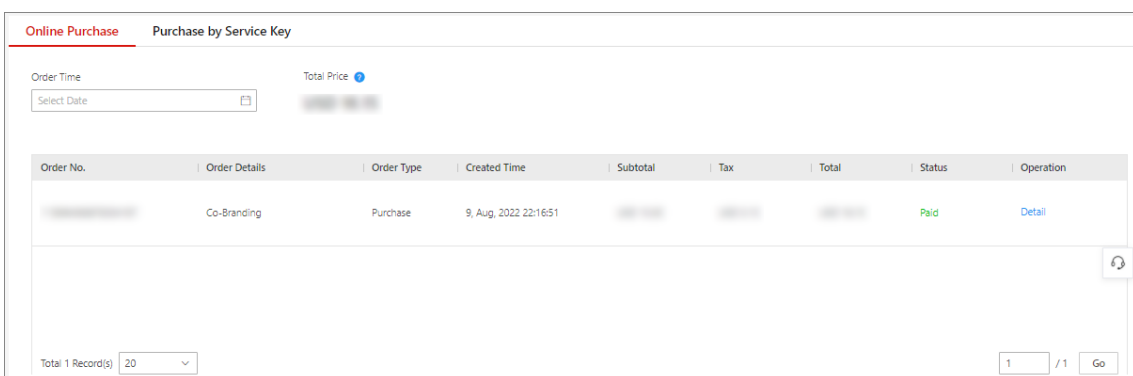 Online Purchase Purchase by Service Key
Order Time Total Price ?
Select Date
Order No. Order Details Order Type Created Time Subtotal Tax Total Status Operation
Co-Branding Purchase 9, Aug, 2022 22:16:51 Paid Detail
Total 1 Record(s) 20 1 / 1 Go